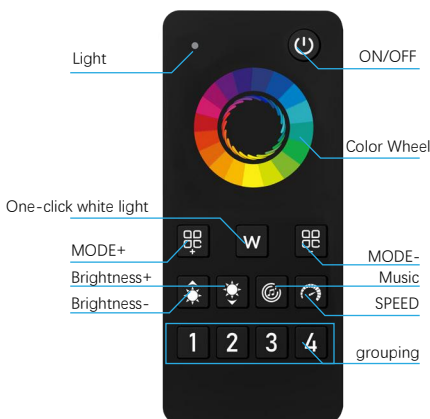 Light
ON/OFF
Color Wheel
One-click white light
W
MODE+
MODE-
Brightness+
Music
Brightness-
SPEED
1 2 3 4
grouping